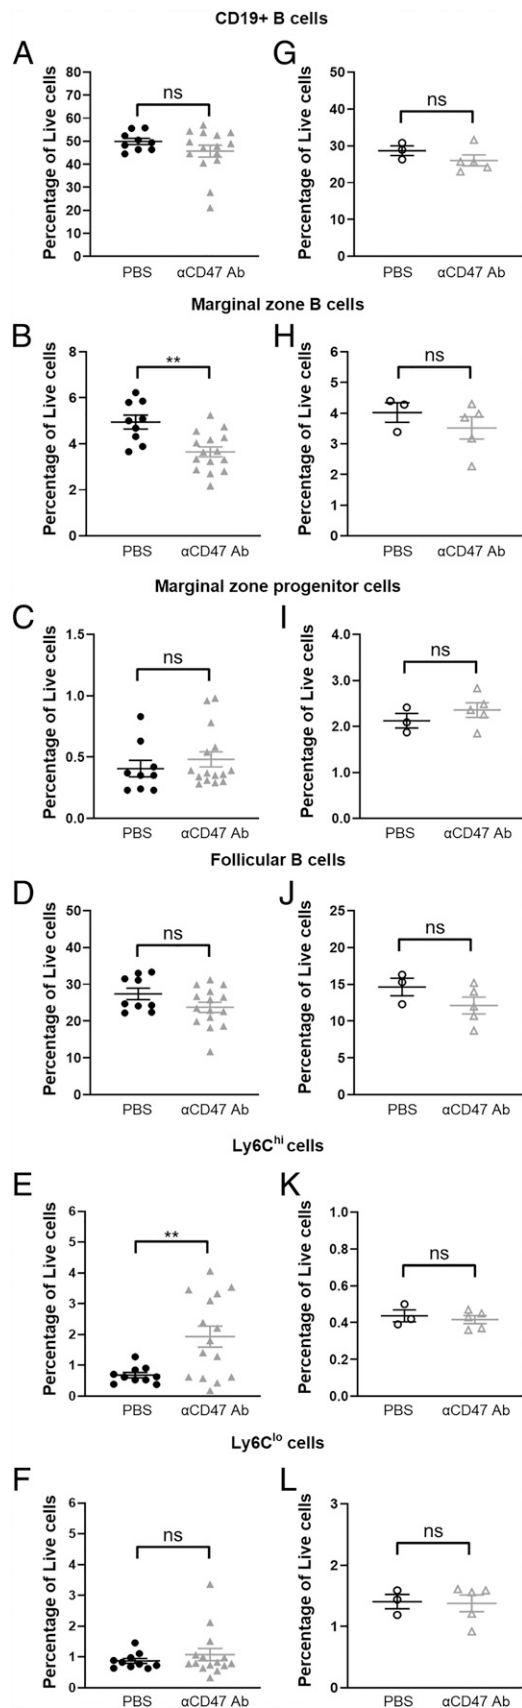 CD19+ B cells
A
G
ns
ns
Percentage of Live cells
Percentage of Live cells
80
70
60
50
40
30
20
10
0
50
40
30
20
10
0
PBS
αCD47 Ab
PBS
αCD47 Ab
Marginal zone B cells
B
H
**
ns
Percentage of Live cells
Percentage of Live cells
8
6
4
2
0
6
5
4
3
2
1
0
PBS
αCD47 Ab
PBS
αCD47 Ab
Marginal zone progenitor cells
C
I
ns
ns
Percentage of Live cells
Percentage of Live cells
1.5
1.0
0.5
0.0
4.0
3.0
2.0
1.0
0.0
PBS
αCD47 Ab
PBS
αCD47 Ab
Follicular B cells
D
J
ns
ns
Percentage of Live cells
Percentage of Live cells
50
40
30
20
10
0
25
20
15
10
5
0
PBS
αCD47 Ab
PBS
αCD47 Ab
Ly6Chi cells
E
K
**
ns
Percentage of Live cells
Percentage of Live cells
6
5
4
3
2
1
0
1.0
0.8
0.6
0.4
0.2
0.0
PBS
αCD47 Ab
PBS
αCD47 Ab
Ly6Clo cells
F
L
ns
ns
Percentage of Live cells
Percentage of Live cells
6
5
4
3
2
1
0
3
2
1
0
PBS
αCD47 Ab
PBS
αCD47 Ab